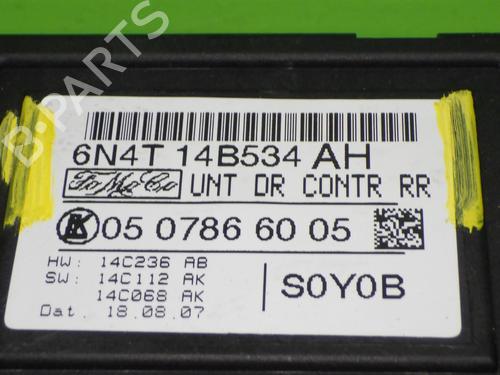 6N4T 14B534 AH
FoMoCo UNT DR CONTR RR
K 05 0786 60 05
HW: 14C236 AB
SW: 14C112 AK
14C068 AK
Dat. 18.08.07
S0Y0B
B-PARTS